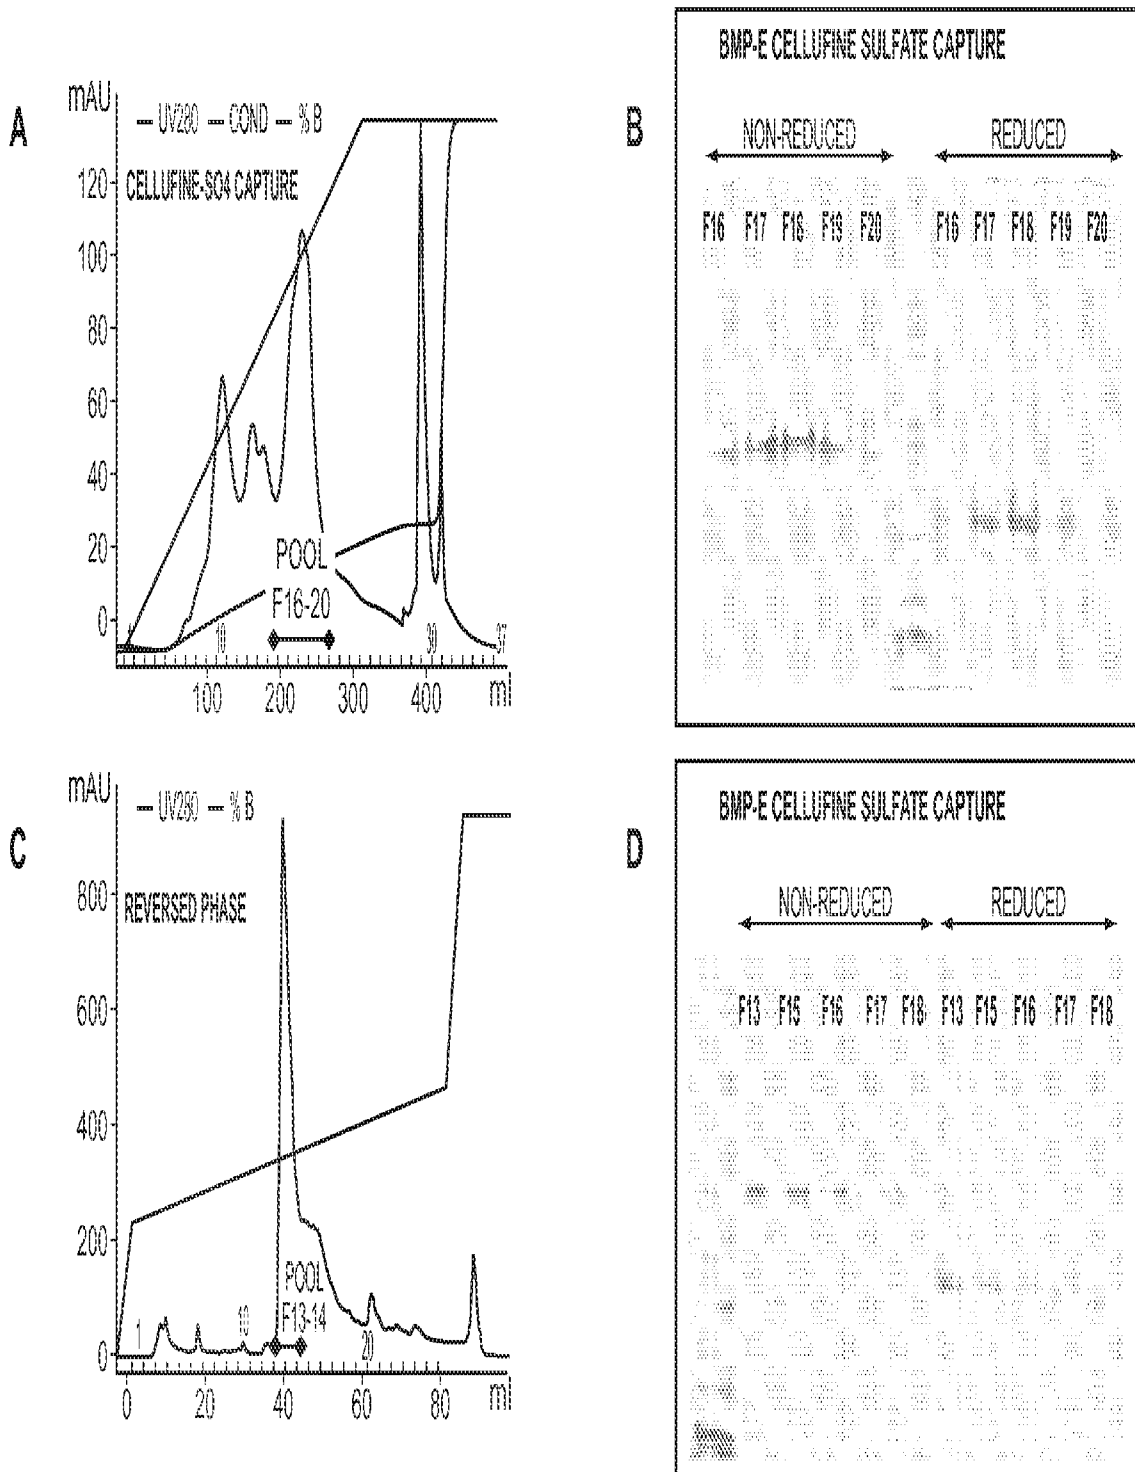 A
mAU
UV280 COND % B
CELLUFINE-SO4 CAPTURE
120
100
80
60
40
20
0
POOL
F16-20
10
30
37
100 200 300 400 ml
B
BMP-E CELLUFINE SULFATE CAPTURE
NON-REDUCED REDUCED
F16 F17 F18 F19 F20 F16 F17 F18 F19 F20
C
mAU
UV280 % B
REVERSED PHASE
800
600
400
200
0
POOL
F13-14
1 10 20
0 20 40 60 80 ml
D
BMP-E CELLUFINE SULFATE CAPTURE
NON-REDUCED REDUCED
F13 F15 F16 F17 F18 F13 F15 F16 F17 F18